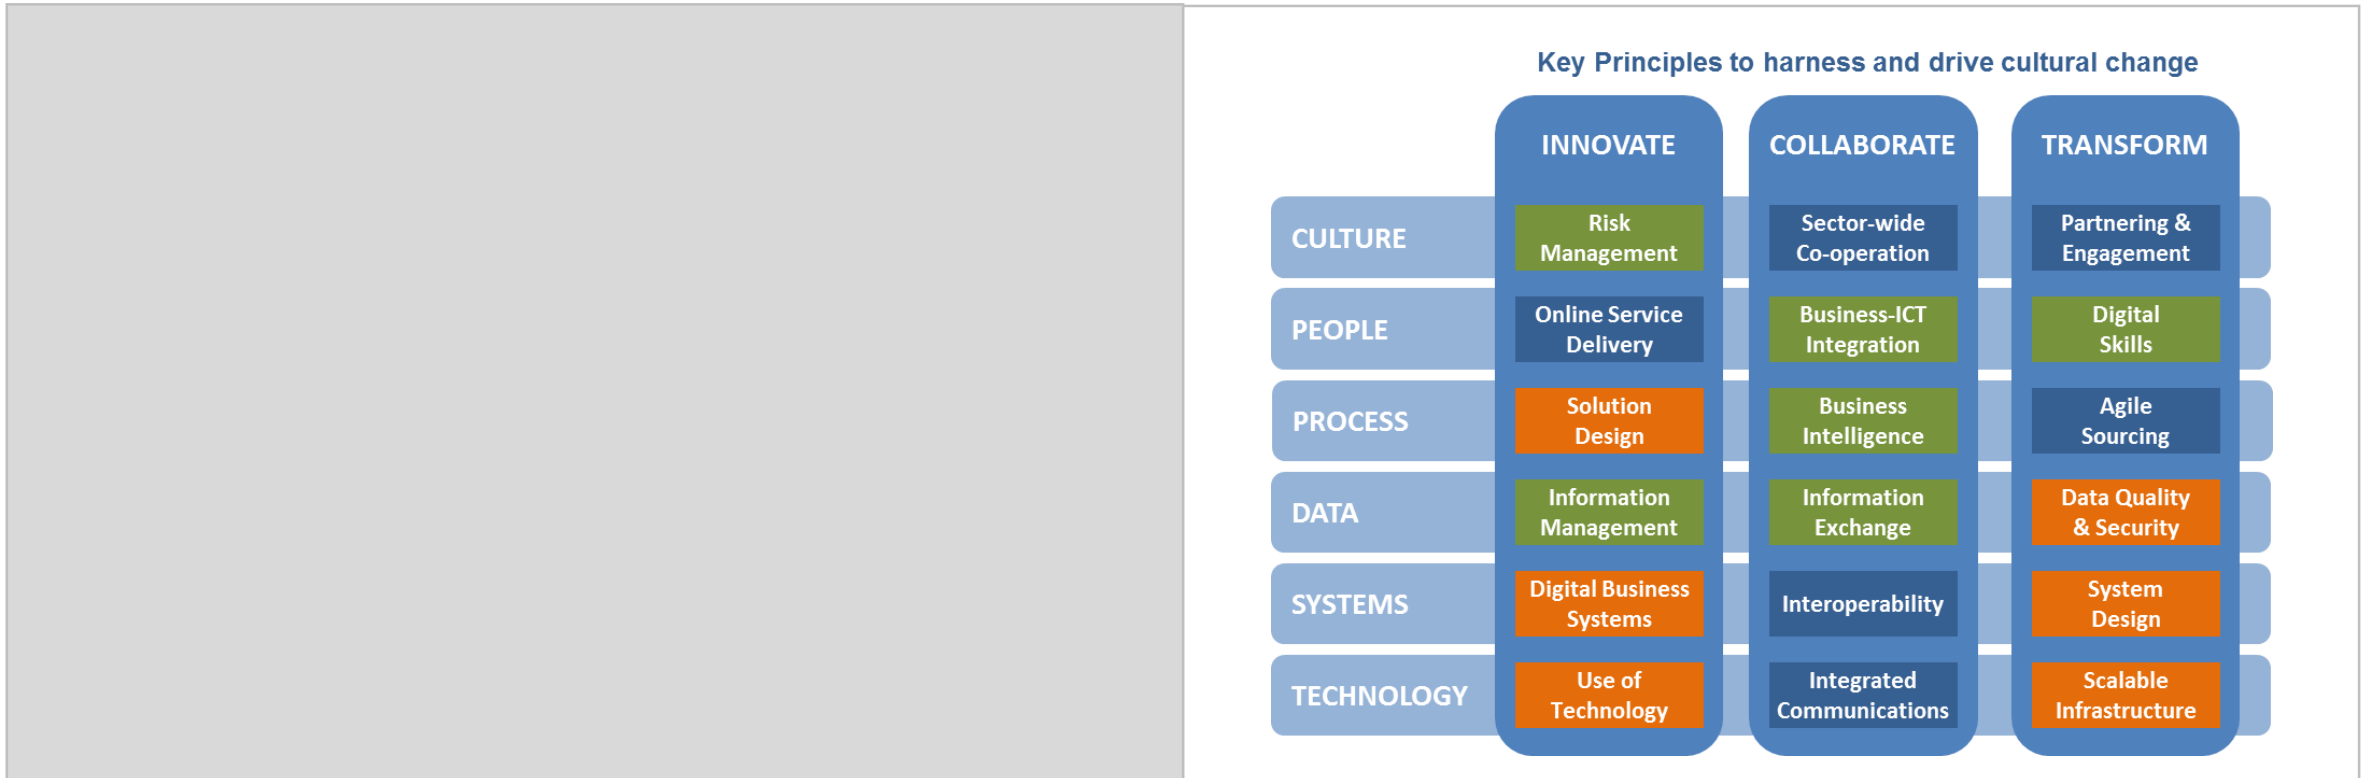 Key Principles to harness and drive cultural change
INNOVATE
COLLABORATE
TRANSFORM
CULTURE
Risk
Management
Sector-wide
Co-operation
Partnering &
Engagement
PEOPLE
Online Service
Delivery
Business-ICT
Integration
Digital
Skills
PROCESS
Solution
Design
Business
Intelligence
Agile
Sourcing
DATA
Information
Management
Information
Exchange
Data Quality
& Security
SYSTEMS
Digital Business
Systems
Interoperability
System
Design
TECHNOLOGY
Use of
Technology
Integrated
Communications
Scalable
Infrastructure